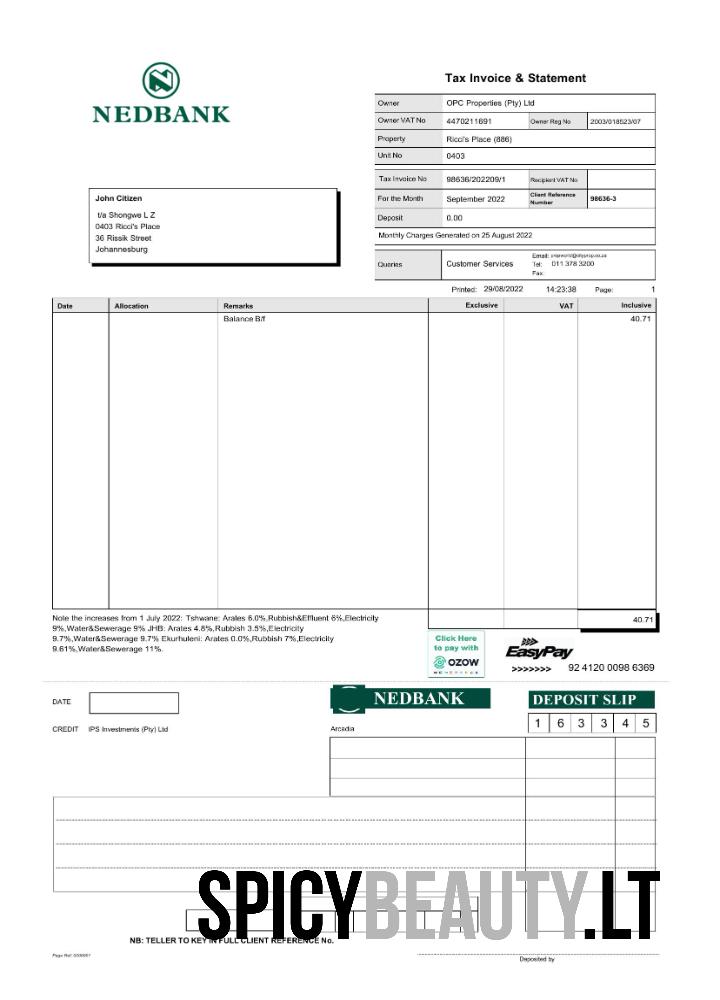 NEDBANK
Tax Invoice & Statement
Owner OPC Properties (Pty) Ltd
Owner VAT No 4470211691 Owner Reg No 2003/018523/07
Property Ricci's Place (886)
Unit No 0403
Tax Invoice No 98636/202209/1 Recipient VAT No
For the Month September 2022 Client Reference Number 98636-3
Deposit 0.00
Monthly Charges Generated on 25 August 2022
Queries Customer Services Email:
Tel: 011 378 3200
Fax:
John Citizen
t/a Shongwe L Z
0403 Ricci's Place
36 Rissik Street
Johannesburg
Printed: 29/08/2022 14:23:38 Page: 1
Date Allocation Remarks Exclusive VAT Inclusive
Balance B/f 40.71
Note the increases from 1 July 2022: Tshwane: Arates 6.0%,Rubbish&Effluent 6%,Electricity
9%,Water&Sewerage 9% JHB: Arates 4.8%,Rubbish 3.5%,Electricity
9.7%,Water&Sewerage 9.7% Ekurhuleni: Arates 0.0%,Rubbish 7%,Electricity
9.61%,Water&Sewerage 11%.
40.71
Click Here
to pay with
OZOW
EasyPay
>>>>>>> 92 4120 0098 6369
DATE
NEDBANK
DEPOSIT SLIP
CREDIT IPS Investments (Pty) Ltd
Arcadia
1 6 3 3 4 5
SPICYBEAUTY.LT
NB: TELLER TO KEY IN FULL CLIENT REFERENCE No.
Deposited by